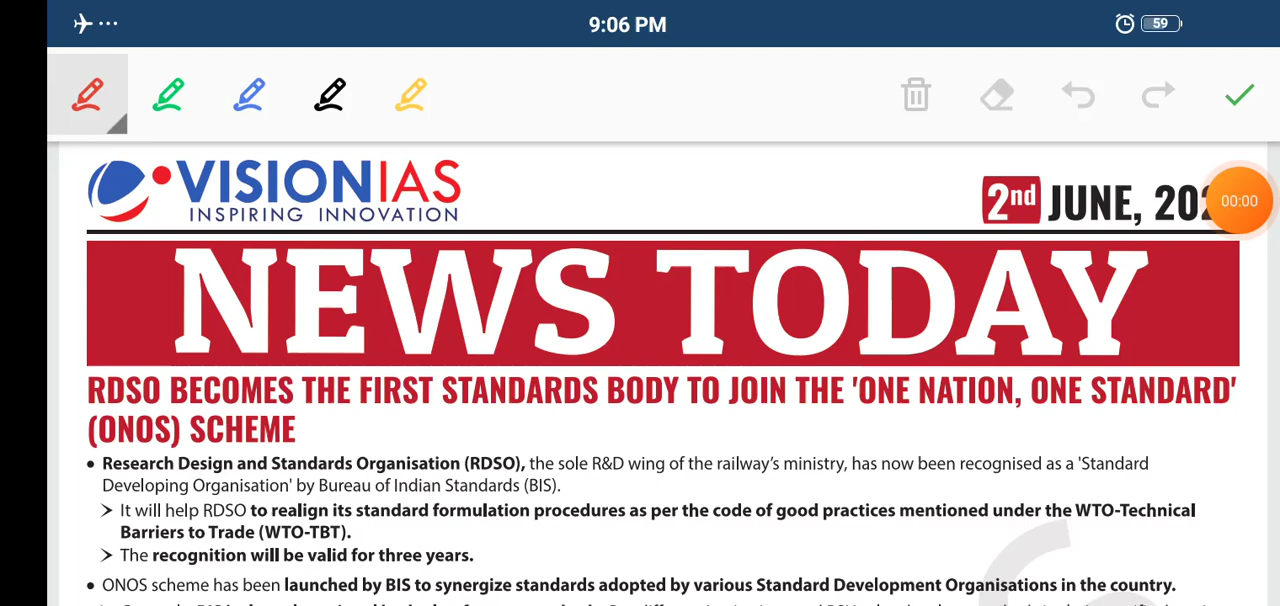 9:06 PM
59
VISIONIAS
INSPIRING INNOVATION
2nd JUNE,
00:00
NEWS TODAY
RDSO BECOMES THE FIRST STANDARDS BODY TO JOIN THE 'ONE NATION, ONE STANDARD'
(ONOS) SCHEME
• Research Design and Standards Organisation (RDSO), the sole R&D wing of the railway's ministry, has now been recognised as a 'Standard
Developing Organisation' by Bureau of Indian Standards (BIS).
➢ It will help RDSO to realign its standard formulation procedures as per the code of good practices mentioned under the WTO-Technical
Barriers to Trade (WTO-TBT).
➢ The recognition will be valid for three years.
• ONOS scheme has been launched by BIS to synergize standards adopted by various Standard Development Organisations in the country.